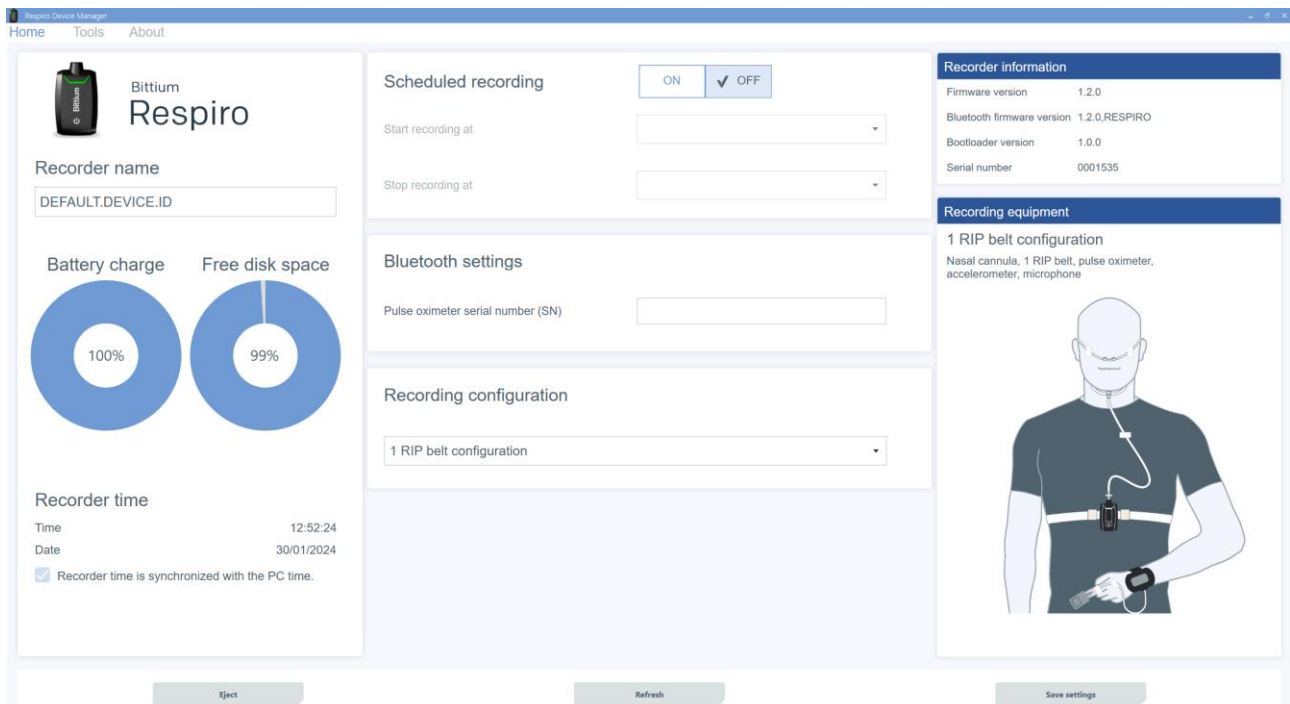 Respiro Device Manager
Home Tools About
Bittium
Bittium
Respiro
Recorder name
DEFAULT.DEVICE.ID
Battery charge
Free disk space
100%
99%
Recorder time
Time 12:52:24
Date 30/01/2024
Recorder time is synchronized with the PC time.
Scheduled recording
ON
OFF
Start recording at
Stop recording at
Bluetooth settings
Pulse oximeter serial number (SN)
Recording configuration
1 RIP belt configuration
Recorder information
Firmware version 1.2.0
Bluetooth firmware version 1.2.0,RESPIRO
Bootloader version 1.0.0
Serial number 0001535
Recording equipment
1 RIP belt configuration
Nasal cannula, 1 RIP belt, pulse oximeter,
accelerometer, microphone
Eject
Refresh
Save settings